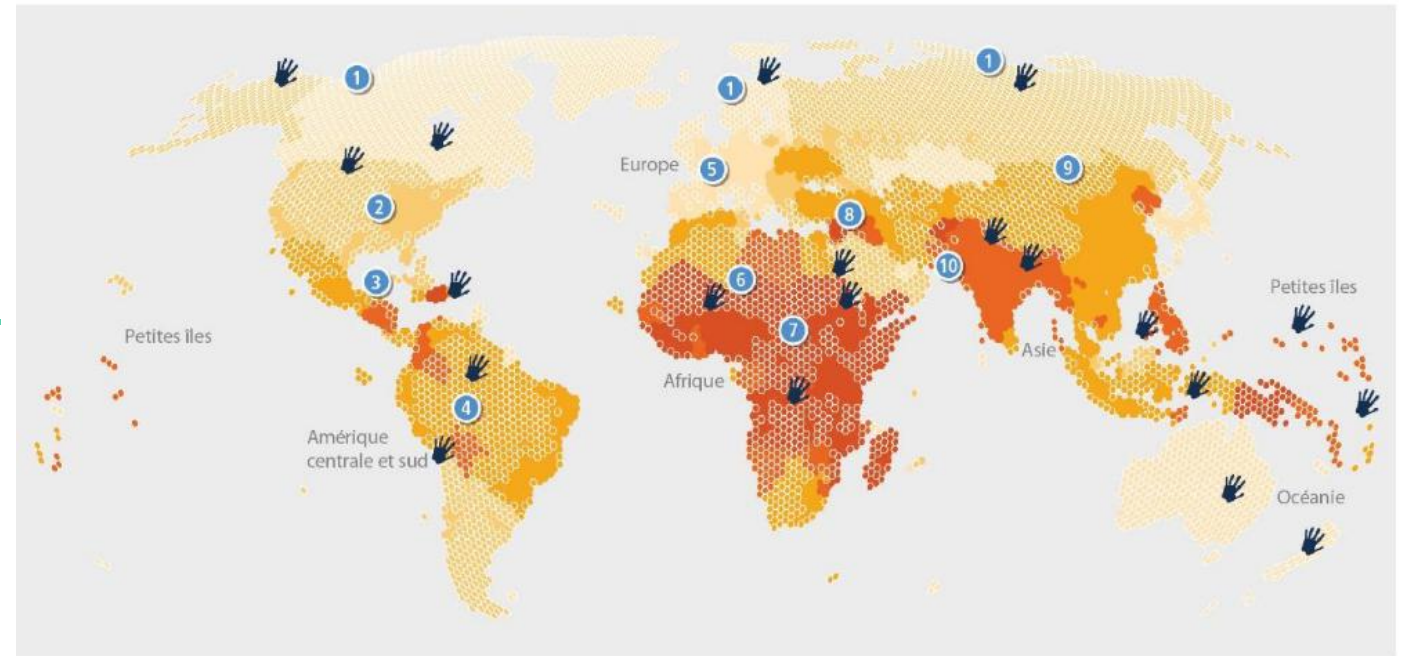 1
1
1
Europe
5
9
2
8
10
3
6
Petites îles
Petites îles
7
Asie
Afrique
4
Amérique
centrale et sud
Océanie